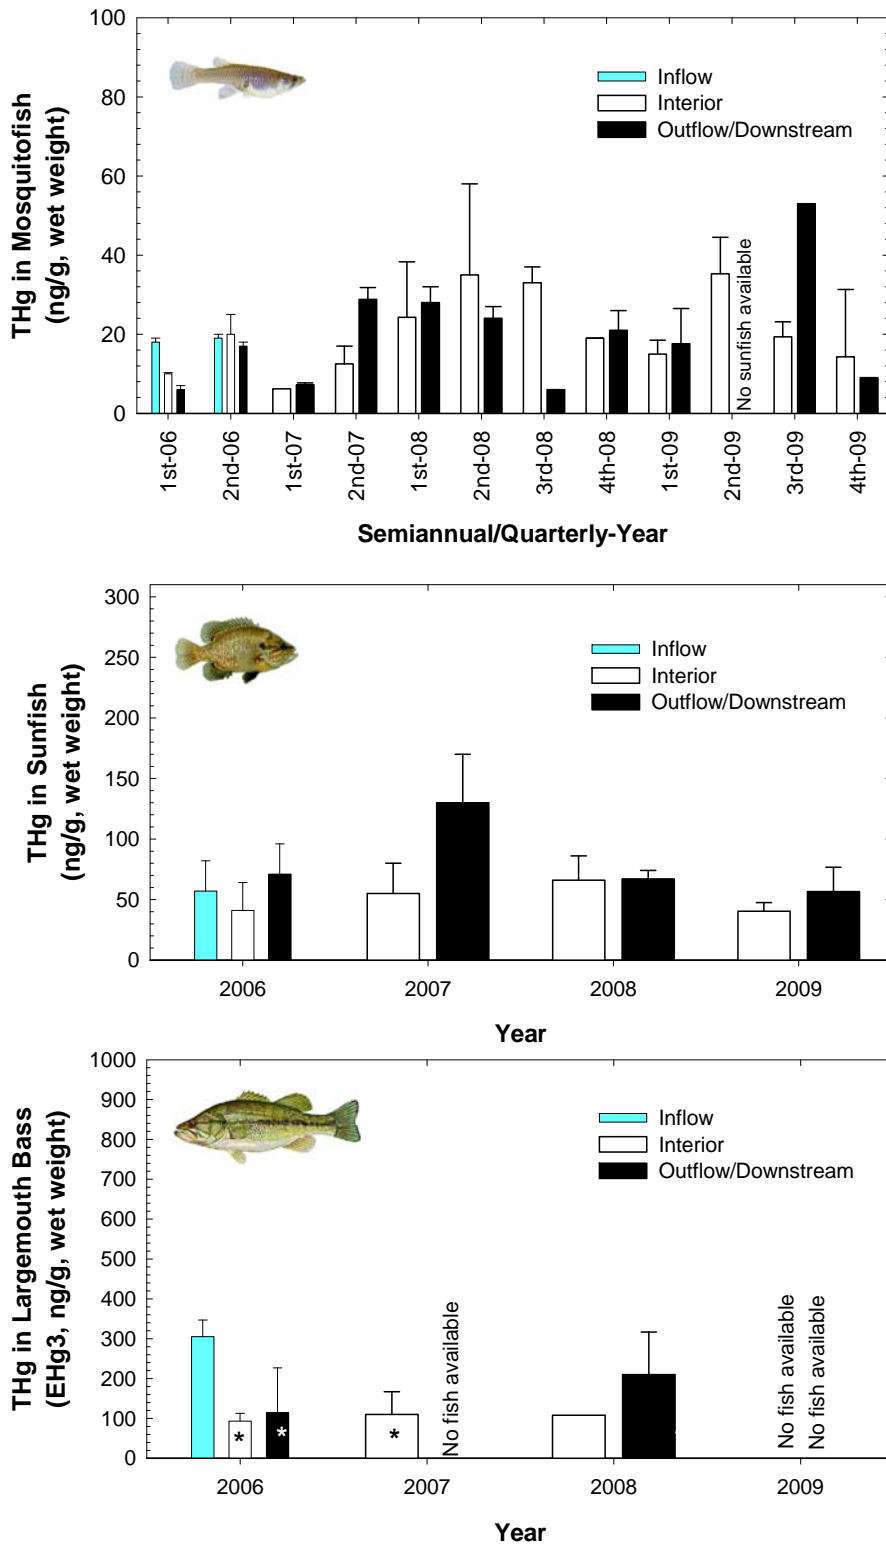 THg in Mosquitofish
(ng/g, wet weight)
100
80
60
40
20
0
Inflow
Interior
Outflow/Downstream
No sunfish available
1st-06
2nd-06
1st-07
2nd-07
1st-08
2nd-08
3rd-08
4th-08
1st-09
2nd-09
3rd-09
4th-09
Semiannual/Quarterly-Year
THg in Sunfish
(ng/g, wet weight)
300
250
200
150
100
50
0
Inflow
Interior
Outflow/Downstream
2006
2007
2008
2009
Year
THg in Largemouth Bass
(EHg3, ng/g, wet weight)
1000
900
800
700
600
500
400
300
200
100
0
Inflow
Interior
Outflow/Downstream
*
*
*
No fish available
No fish available
No fish available
2006
2007
2008
2009
Year